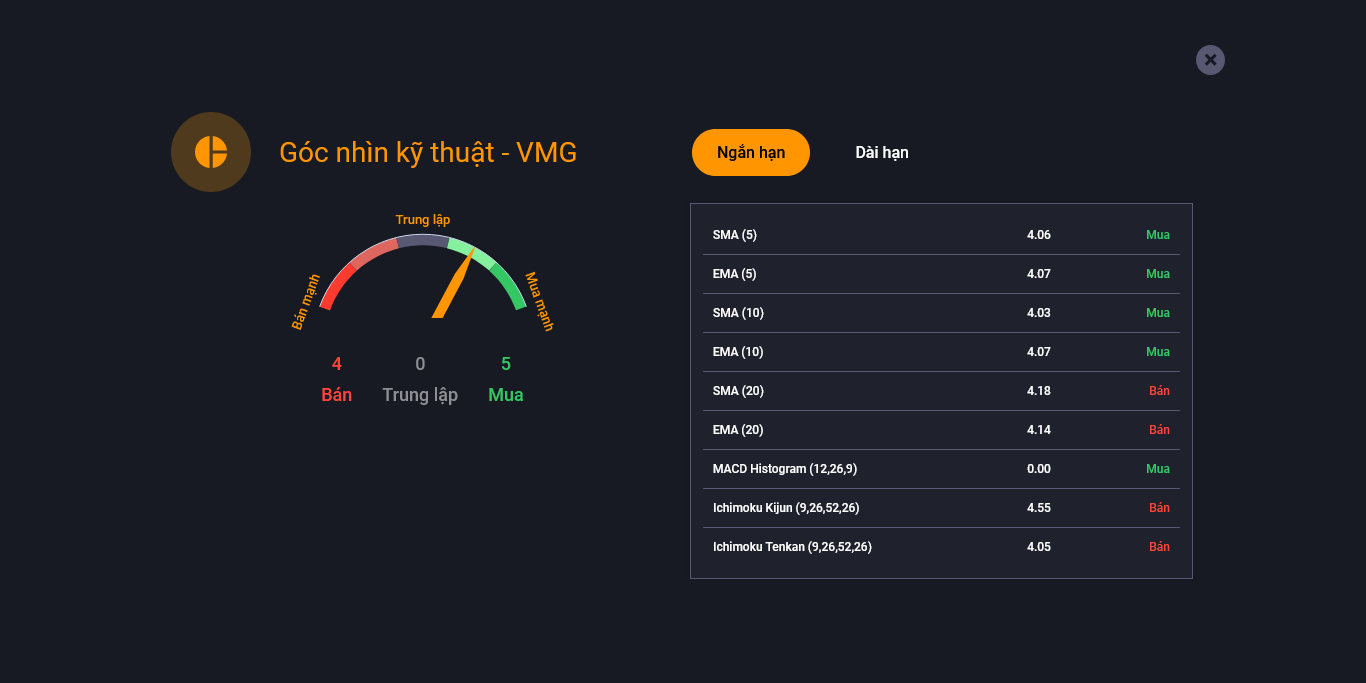 Góc nhìn kỹ thuật - VMG
Trung lập
Bán mạnh
Mua mạnh
4 0 5
Bán Trung lập Mua
Ngắn hạn Dài hạn
SMA (5) 4.06 Mua
EMA (5) 4.07 Mua
SMA (10) 4.03 Mua
EMA (10) 4.07 Mua
SMA (20) 4.18 Bán
EMA (20) 4.14 Bán
MACD Histogram (12,26,9) 0.00 Mua
Ichimoku Kijun (9,26,52,26) 4.55 Bán
Ichimoku Tenkan (9,26,52,26) 4.05 Bán